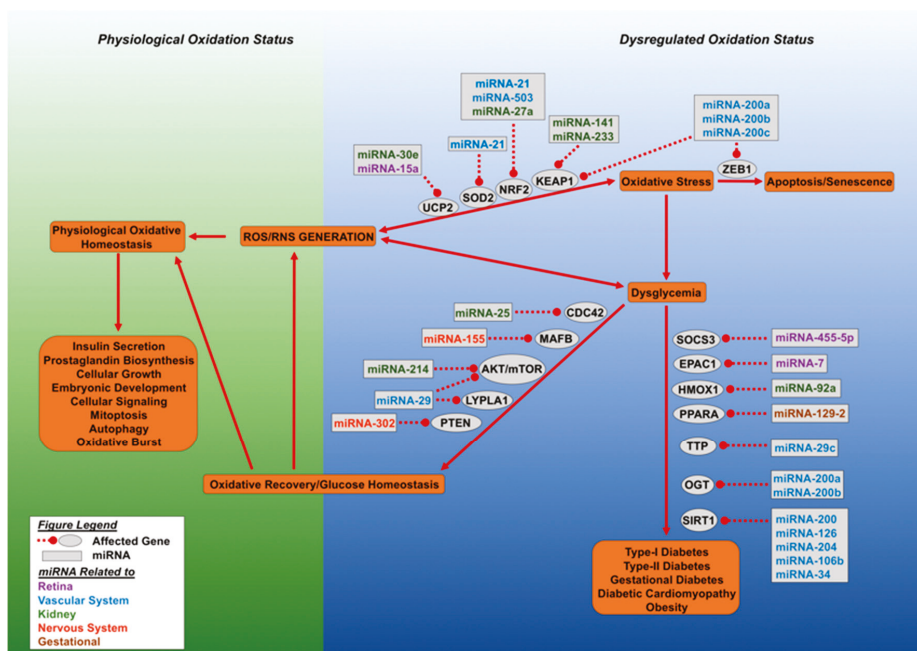 Physiological Oxidation Status
Dysregulated Oxidation Status
miRNA-21
miRNA-503
miRNA-27a
miRNA-200a
miRNA-200b
miRNA-200c
miRNA-141
miRNA-233
miRNA-21
miRNA-30e
miRNA-15a
ZEB1
KEAP1
NRF2
SOD2
UCP2
Oxidative Stress
Apoptosis/Senescence
Physiological Oxidative
Homeostasis
ROS/RNS GENERATION
Dysglycemia
miRNA-25
CDC42
miRNA-155
MAFB
miRNA-214
AKT/mTOR
miRNA-29
LYPLA1
miRNA-302
PTEN
SOCS3
miRNA-455-5p
EPAC1
miRNA-7
HMOX1
miRNA-92a
PPARA
miRNA-129-2
TTP
miRNA-29c
OGT
miRNA-200a
miRNA-200b
SIRT1
miRNA-200
miRNA-126
miRNA-204
miRNA-106b
miRNA-34
Insulin Secretion
Prostaglandin Biosynthesis
Cellular Growth
Embryonic Development
Cellular Signaling
Mitoptosis
Autophagy
Oxidative Burst
Oxidative Recovery/Glucose Homeostasis
Type-I Diabetes
Type-II Diabetes
Gestational Diabetes
Diabetic Cardiomyopathy
Obesity
Figure Legend
Affected Gene
miRNA
miRNA Related to
Retina
Vascular System
Kidney
Nervous System
Gestational